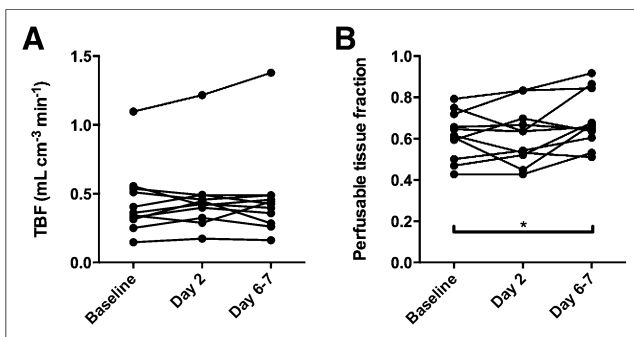 A
B
TBF (mL cm⁻³ min⁻¹)
1.5
1.0
0.5
0.0
Baseline
Day 2
Day 6-7
Perfusable tissue fraction
1.0
0.8
0.6
0.4
0.2
0.0
*
Baseline
Day 2
Day 6-7